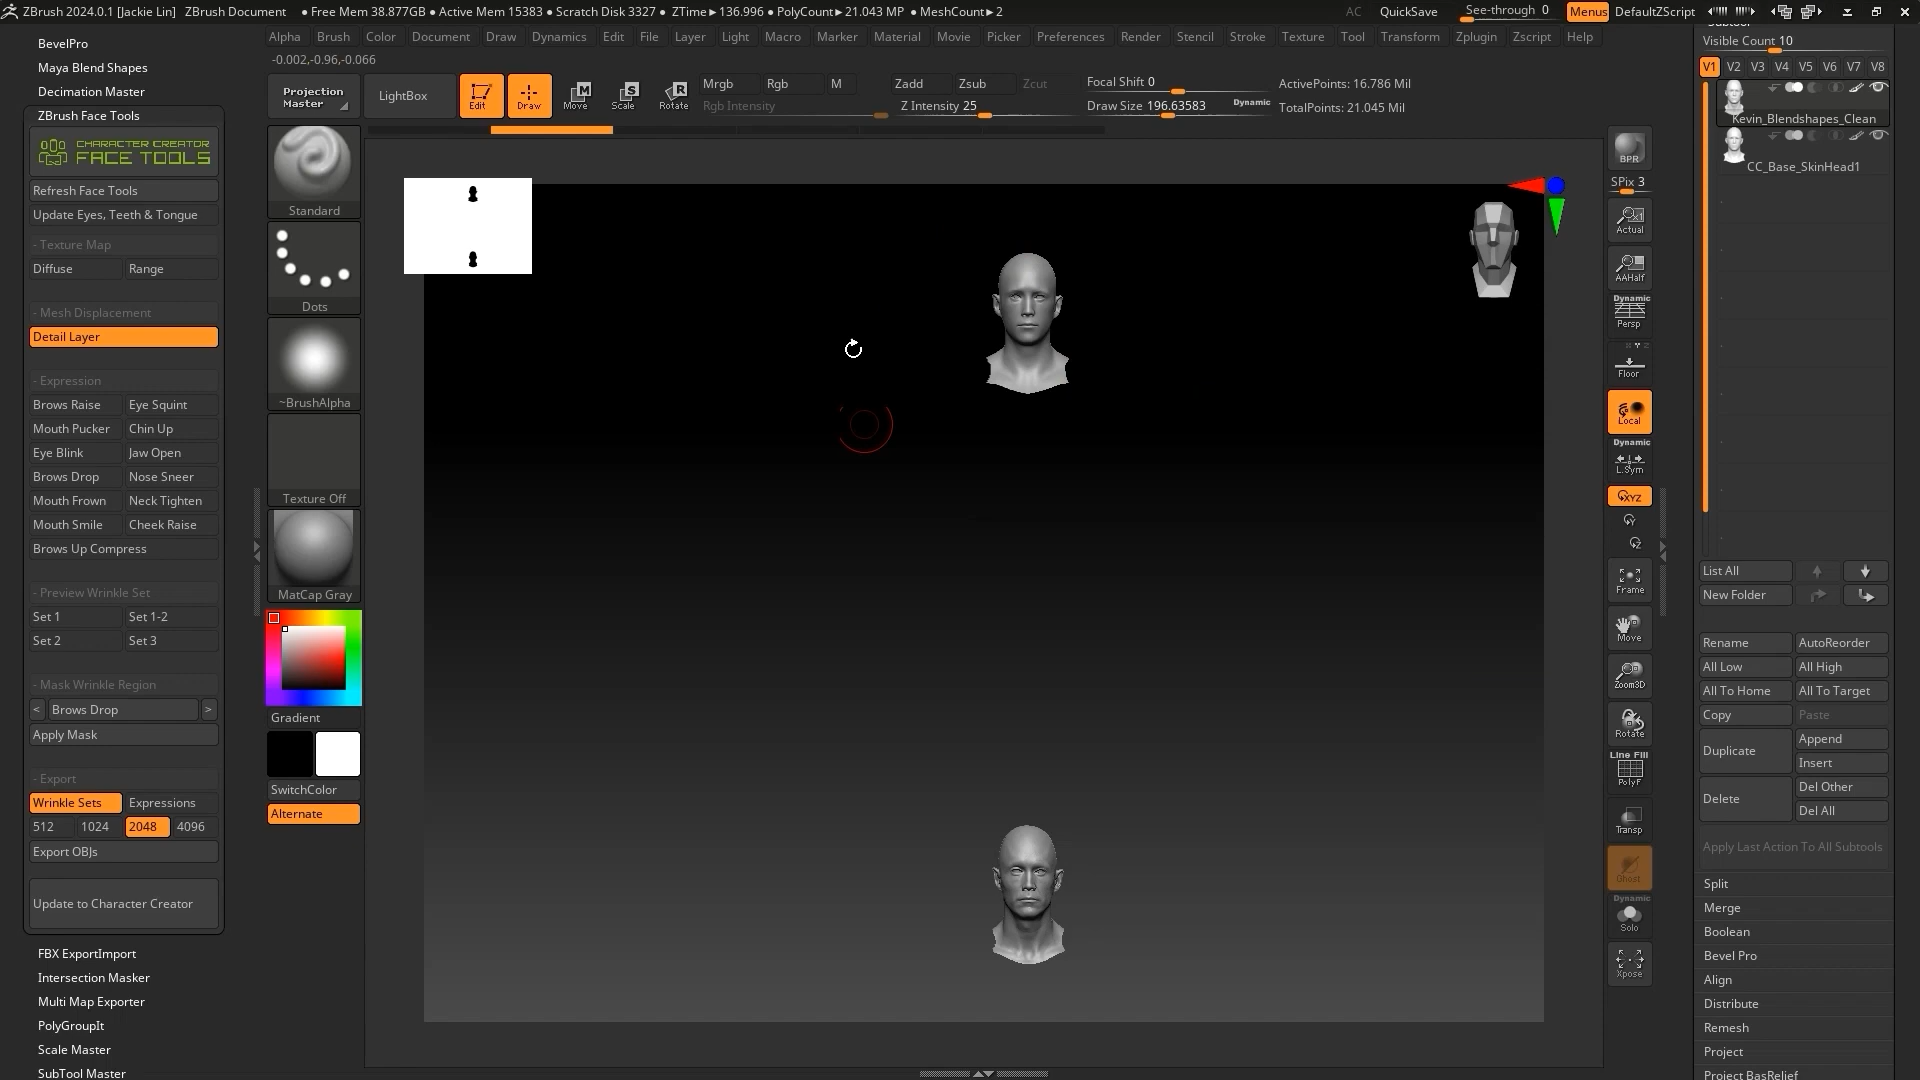 ZBrush 2024.0.1 [Jackie Lin] ZBrush Document • Free Mem 38.877GB • Active Mem 15383 • Scratch Disk 3327 • ZTime▸136.996 • PolyCount▸21.043 MP • MeshCount▸2 AC QuickSave See-through 0 Menus DefaultZScript
Alpha Brush Color Document Draw Dynamics Edit File Layer Light Macro Marker Material Movie Picker Preferences Render Stencil Stroke Texture Tool Transform Zplugin Zscript Help
-0.002,-0.96,-0.066
Projection Master
LightBox
Edit
Draw
Move
Scale
Rotate
Mrgb Rgb M
Rgb Intensity
Zadd Zsub Zcut
Z Intensity 25
Focal Shift 0
Draw Size 196.63583 Dynamic
ActivePoints: 16.786 Mil
TotalPoints: 21.045 Mil
BevelPro
Maya Blend Shapes
Decimation Master
ZBrush Face Tools
CHARACTER CREATOR
FACE TOOLS
Refresh Face Tools
Update Eyes, Teeth & Tongue
- Texture Map
Diffuse Range
- Mesh Displacement
Detail Layer
- Expression
Brows Raise Eye Squint
Mouth Pucker Chin Up
Eye Blink Jaw Open
Brows Drop Nose Sneer
Mouth Frown Neck Tighten
Mouth Smile Cheek Raise
Brows Up Compress
- Preview Wrinkle Set
Set 1 Set 1-2
Set 2 Set 3
- Mask Wrinkle Region
< Brows Drop >
Apply Mask
- Export
Wrinkle Sets Expressions
512 1024 2048 4096
Export OBJs
Update to Character Creator
FBX ExportImport
Intersection Masker
Multi Map Exporter
PolyGroupIt
Scale Master
SubTool Master
Standard
Dots
~BrushAlpha
Texture Off
MatCap Gray
Gradient
SwitchColor
Alternate
BPR
SPix 3
Actual
AAHalf
Dynamic
Persp
Floor
Local
Dynamic
L.Sym
XYZ
Frame
Move
Zoom3D
Rotate
Line Fill
PolyF
Transp
Ghost
Dynamic
Solo
Xpose
Subtool
Visible Count 10
V1 V2 V3 V4 V5 V6 V7 V8
Kevin_Blendshapes_Clean
CC_Base_SkinHead1
List All
New Folder
Rename AutoReorder
All Low All High
All To Home All To Target
Copy Paste
Duplicate Append
Insert
Delete Del Other
Del All
Apply Last Action To All Subtools
Split
Merge
Boolean
Bevel Pro
Align
Distribute
Remesh
Project
Project BasRelief